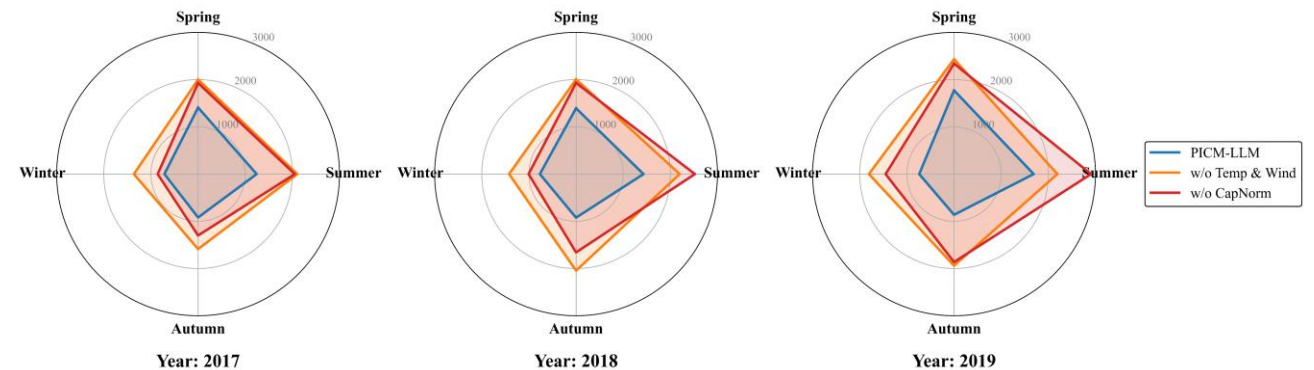 Spring
3000
2000
1000
Winter
Summer
Autumn
Year: 2017
Spring
3000
2000
1000
Winter
Summer
Autumn
Year: 2018
Spring
3000
2000
1000
Winter
Summer
Autumn
Year: 2019
PICM-LLM
w/o Temp & Wind
w/o CapNorm